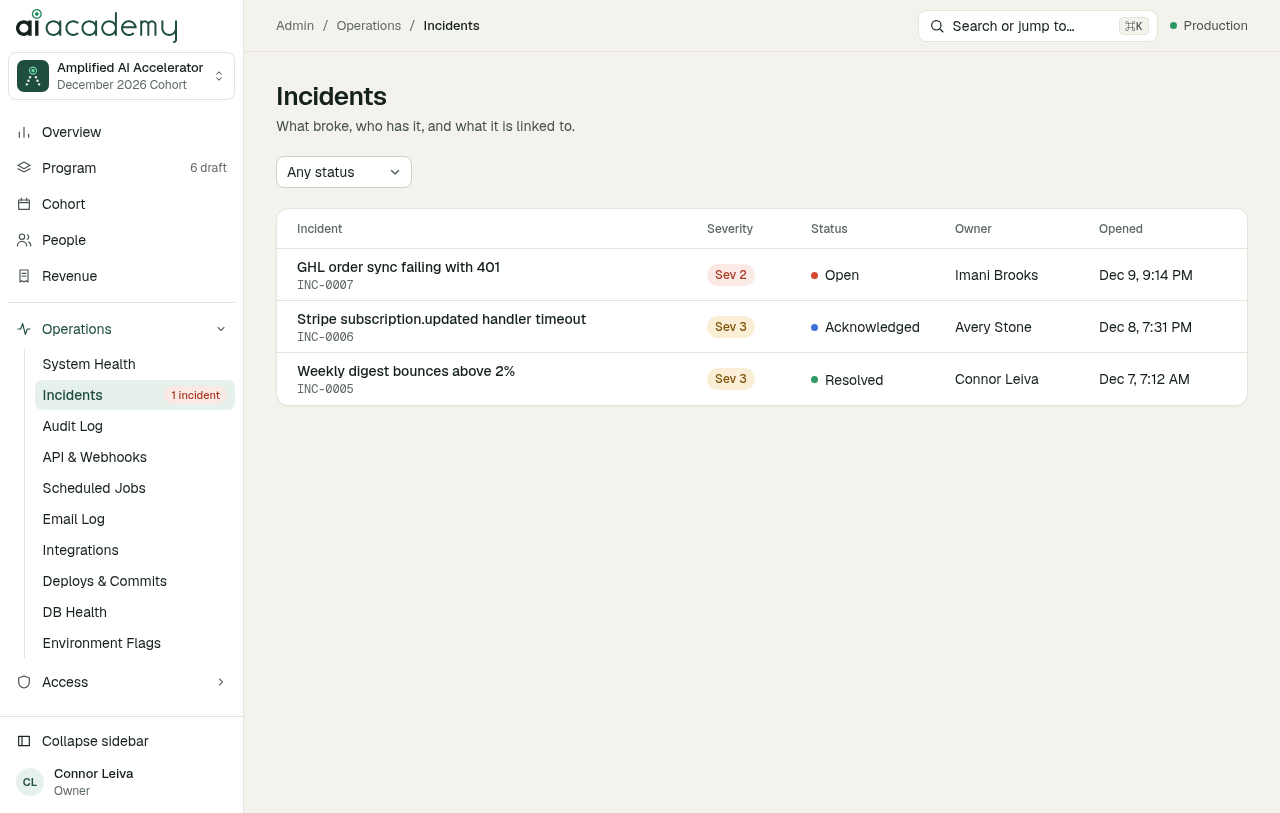 ai academy
Amplified AI Accelerator
December 2026 Cohort
Overview
Program 6 draft
Cohort
People
Revenue
Operations
System Health
Incidents 1 incident
Audit Log
API & Webhooks
Scheduled Jobs
Email Log
Integrations
Deploys & Commits
DB Health
Environment Flags
Access
Collapse sidebar
CL Connor Leiva
Owner
Admin / Operations / Incidents
Search or jump to… ⌘K Production
Incidents
What broke, who has it, and what it is linked to.
Any status
Incident Severity Status Owner Opened
GHL order sync failing with 401
INC-0007
Sev 2 Open Imani Brooks Dec 9, 9:14 PM
Stripe subscription.updated handler timeout
INC-0006
Sev 3 Acknowledged Avery Stone Dec 8, 7:31 PM
Weekly digest bounces above 2%
INC-0005
Sev 3 Resolved Connor Leiva Dec 7, 7:12 AM